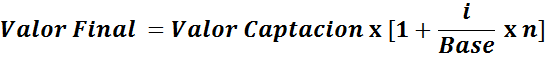 Valor Final = Valor Captacion x [1 + i/Base x n]